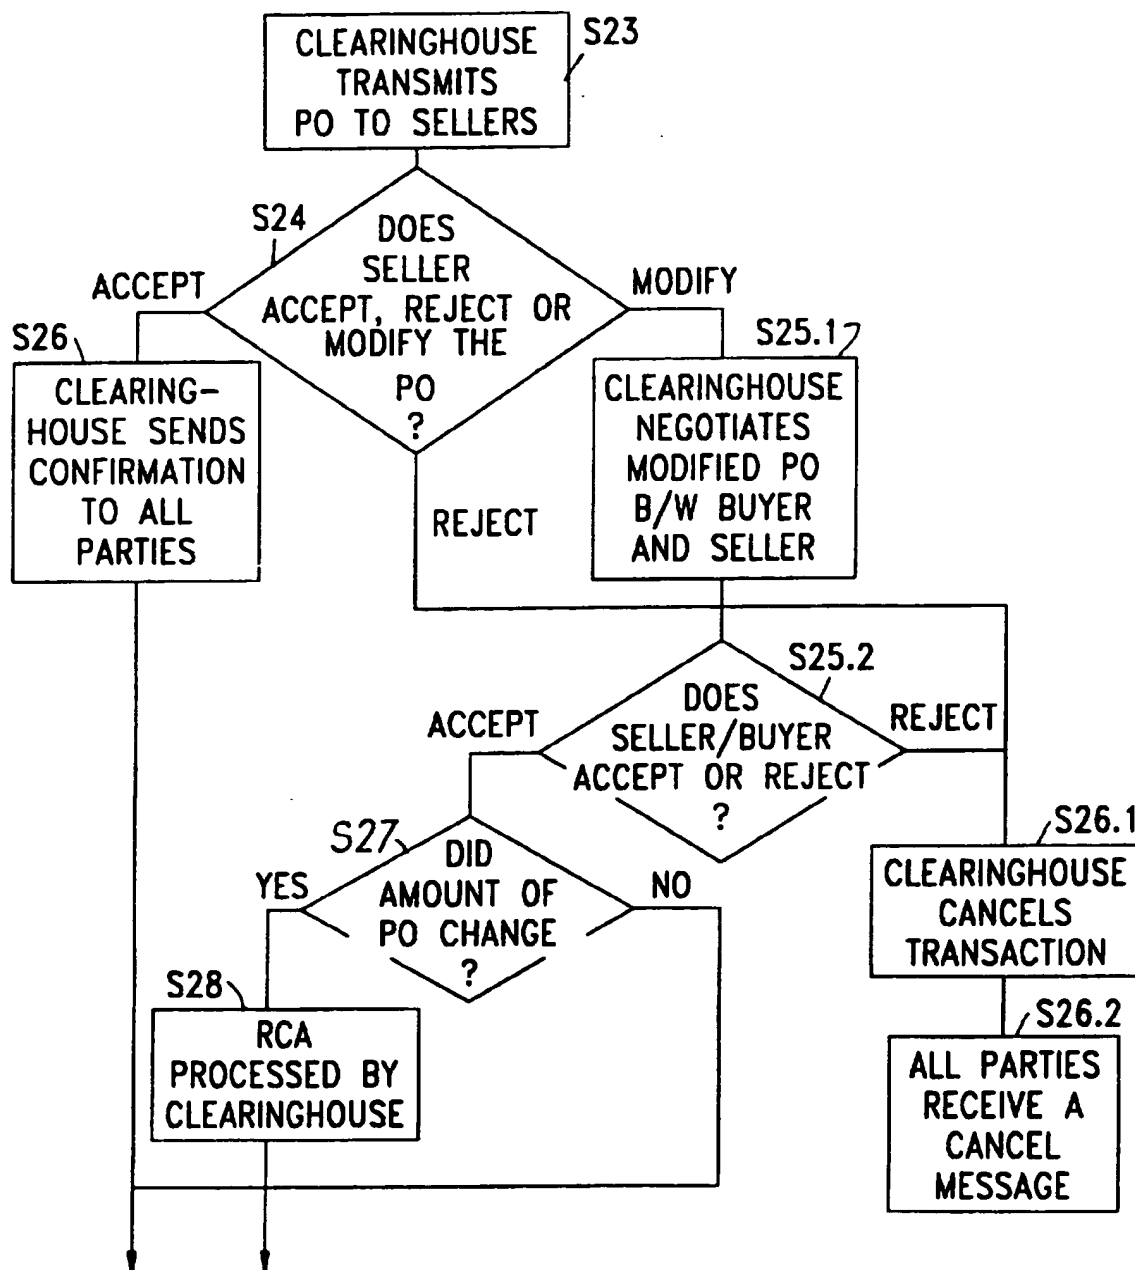 CLEARINGHOUSE
TRANSMITS
PO TO SELLERS
S23
S24
DOES
SELLER
ACCEPT, REJECT OR
MODIFY THE
PO
?
ACCEPT
MODIFY
REJECT
S26
CLEARING-
HOUSE SENDS
CONFIRMATION
TO ALL
PARTIES
S25.1
CLEARINGHOUSE
NEGOTIATES
MODIFIED PO
B/W BUYER
AND SELLER
S25.2
DOES
SELLER/BUYER
ACCEPT OR REJECT
?
ACCEPT
REJECT
S27
DID
AMOUNT OF
PO CHANGE
?
YES
NO
S26.1
CLEARINGHOUSE
CANCELS
TRANSACTION
S28
RCA
PROCESSED BY
CLEARINGHOUSE
S26.2
ALL PARTIES
RECEIVE A
CANCEL
MESSAGE